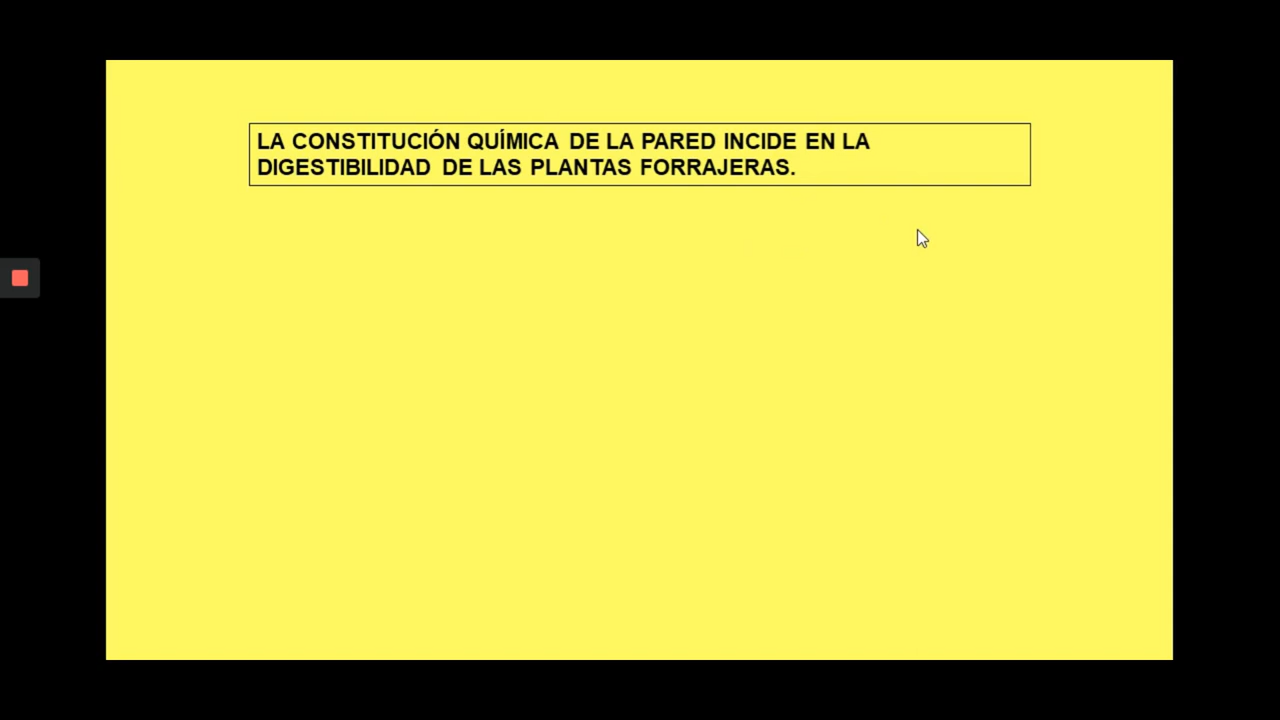 LA CONSTITUCIÓN QUÍMICA DE LA PARED INCIDE EN LA
DIGESTIBILIDAD DE LAS PLANTAS FORRAJERAS.